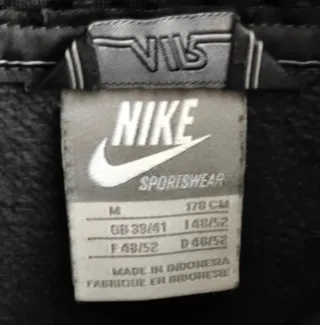 NIKE
SPORTSWEAR
M 178 CM
GB 39/41 I 48/52
F 48/52 D 48/52
MADE IN INDONESIA
FABRIQUE EN INDONESIE